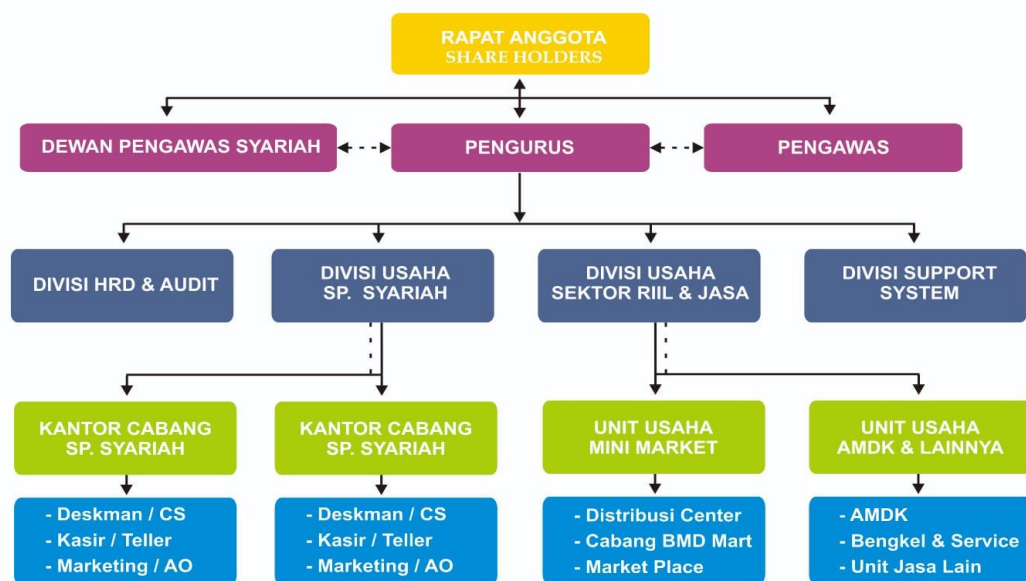 RAPAT ANGGOTA
SHARE HOLDERS
DEWAN PENGAWAS SYARIAH
PENGURUS
PENGAWAS
DIVISI HRD & AUDIT
DIVISI USAHA
SP. SYARIAH
DIVISI USAHA
SEKTOR RIIL & JASA
DIVISI SUPPORT
SYSTEM
KANTOR CABANG
SP. SYARIAH
KANTOR CABANG
SP. SYARIAH
UNIT USAHA
MINI MARKET
UNIT USAHA
AMDK & LAINNYA
- Deskman / CS
- Kasir / Teller
- Marketing / AO
- Deskman / CS
- Kasir / Teller
- Marketing / AO
- Distribusi Center
- Cabang BMD Mart
- Market Place
- AMDK
- Bengkel & Service
- Unit Jasa Lain